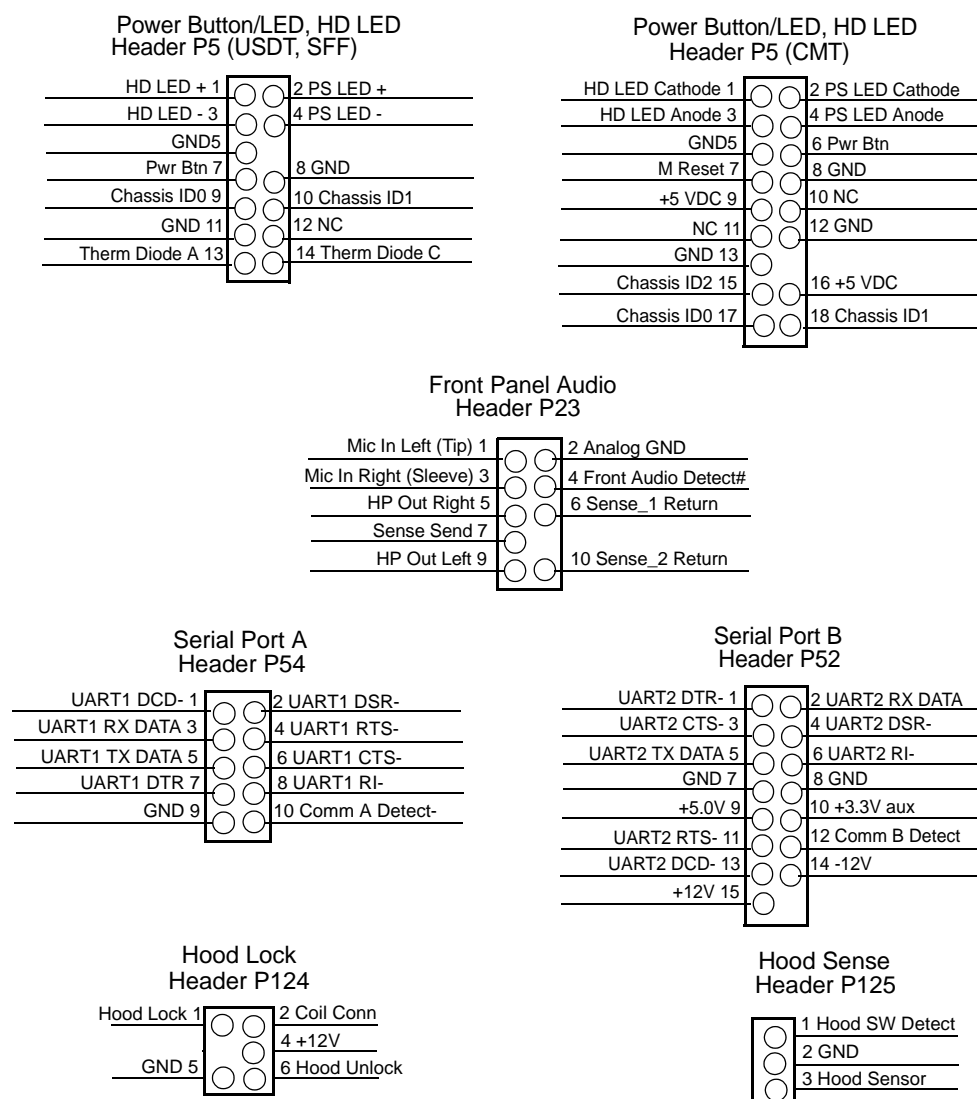 Power Button/LED, HD LED
Header P5 (USDT, SFF)
HD LED + 1
2 PS LED +
HD LED - 3
4 PS LED -
GND5
Pwr Btn 7
8 GND
Chassis ID0 9
10 Chassis ID1
GND 11
12 NC
Therm Diode A 13
14 Therm Diode C
Power Button/LED, HD LED
Header P5 (CMT)
HD LED Cathode 1
2 PS LED Cathode
HD LED Anode 3
4 PS LED Anode
GND5
6 Pwr Btn
M Reset 7
8 GND
+5 VDC 9
10 NC
NC 11
12 GND
GND 13
Chassis ID2 15
16 +5 VDC
Chassis ID0 17
18 Chassis ID1
Front Panel Audio
Header P23
Mic In Left (Tip) 1
2 Analog GND
Mic In Right (Sleeve) 3
4 Front Audio Detect#
HP Out Right 5
6 Sense_1 Return
Sense Send 7
HP Out Left 9
10 Sense_2 Return
Serial Port A
Header P54
UART1 DCD- 1
2 UART1 DSR-
UART1 RX DATA 3
4 UART1 RTS-
UART1 TX DATA 5
6 UART1 CTS-
UART1 DTR 7
8 UART1 RI-
GND 9
10 Comm A Detect-
Serial Port B
Header P52
UART2 DTR- 1
2 UART2 RX DATA
UART2 CTS- 3
4 UART2 DSR-
UART2 TX DATA 5
6 UART2 RI-
GND 7
8 GND
+5.0V 9
10 +3.3V aux
UART2 RTS- 11
12 Comm B Detect
UART2 DCD- 13
14 -12V
+12V 15
Hood Lock
Header P124
Hood Lock 1
2 Coil Conn
4 +12V
GND 5
6 Hood Unlock
Hood Sense
Header P125
1 Hood SW Detect
2 GND
3 Hood Sensor